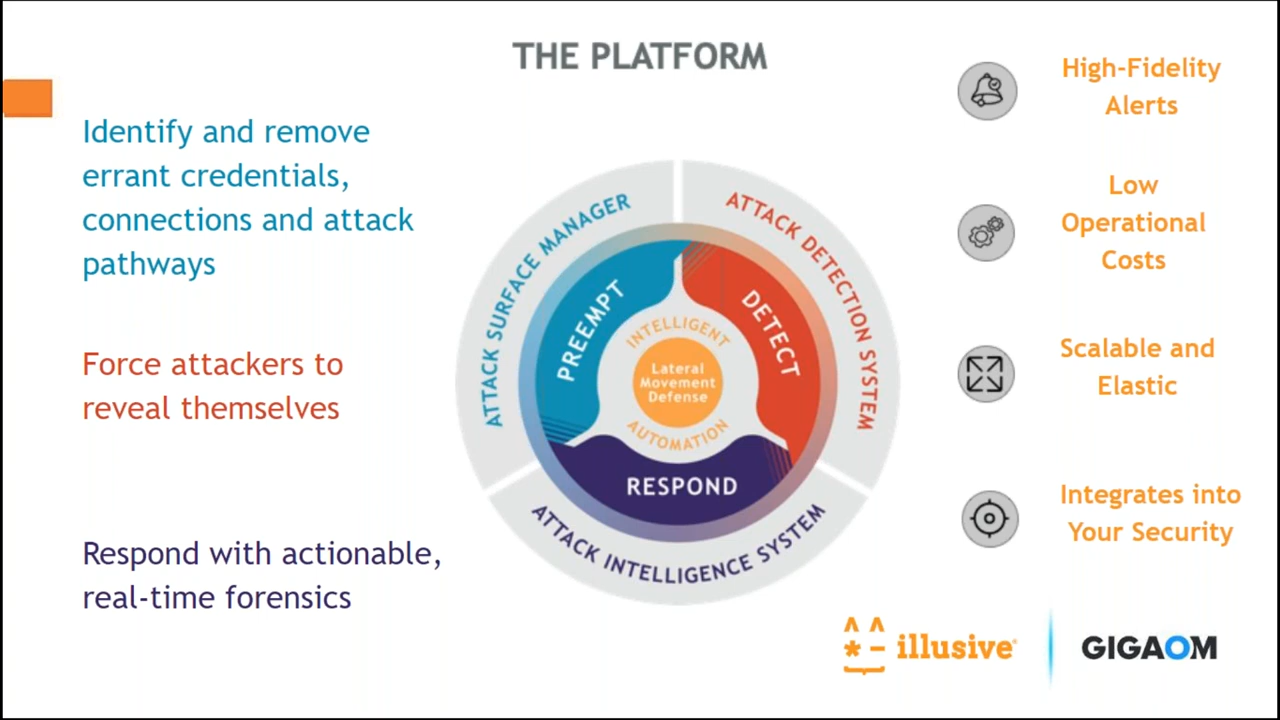 THE PLATFORM
Identify and remove
errant credentials,
connections and attack
pathways
Force attackers to
reveal themselves
Respond with actionable,
real-time forensics
ATTACK SURFACE MANAGER
ATTACK DETECTION SYSTEM
ATTACK INTELLIGENCE SYSTEM
PREEMPT
DETECT
RESPOND
INTELLIGENT
Lateral
Movement
Defense
AUTOMATION
High-Fidelity
Alerts
Low
Operational
Costs
Scalable and
Elastic
Integrates into
Your Security
illusive
GIGAOM